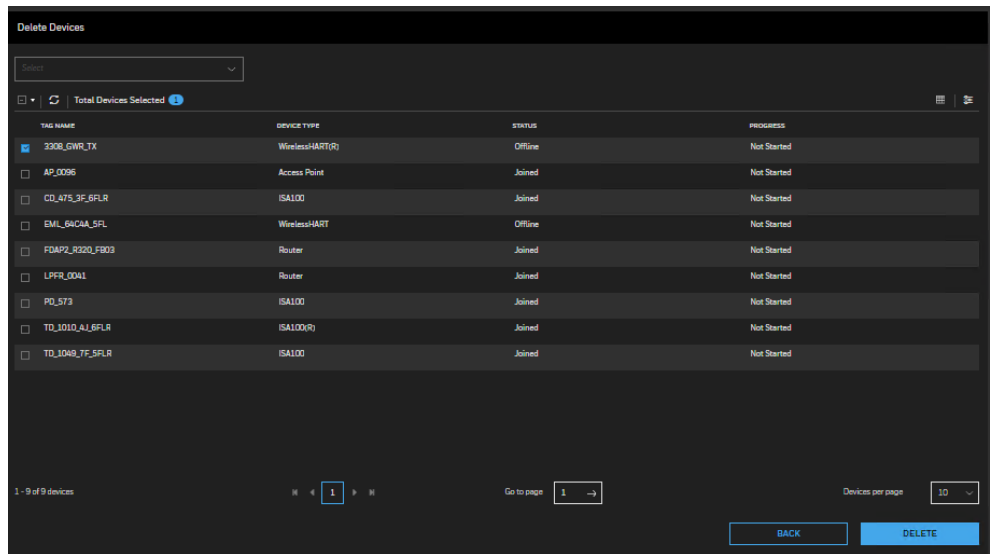 Delete Devices
Select
Total Devices Selected 1
TAG NAME DEVICE TYPE STATUS PROGRESS
3308_GWR_TX WirelessHART(R) Offline Not Started
AP_0096 Access Point Joined Not Started
CD_475_3F_6FLR ISA100 Joined Not Started
EML_64C4A_5FL WirelessHART Offline Not Started
FDAP2_R320_FB03 Router Joined Not Started
LPFR_0041 Router Joined Not Started
PD_573 ISA100 Joined Not Started
TD_1010_4J_6FLR ISA100(R) Joined Not Started
TD_1049_7F_5FLR ISA100 Joined Not Started
1 - 9 of 9 devices 1 Go to page 1 Devices per page 10
BACK DELETE